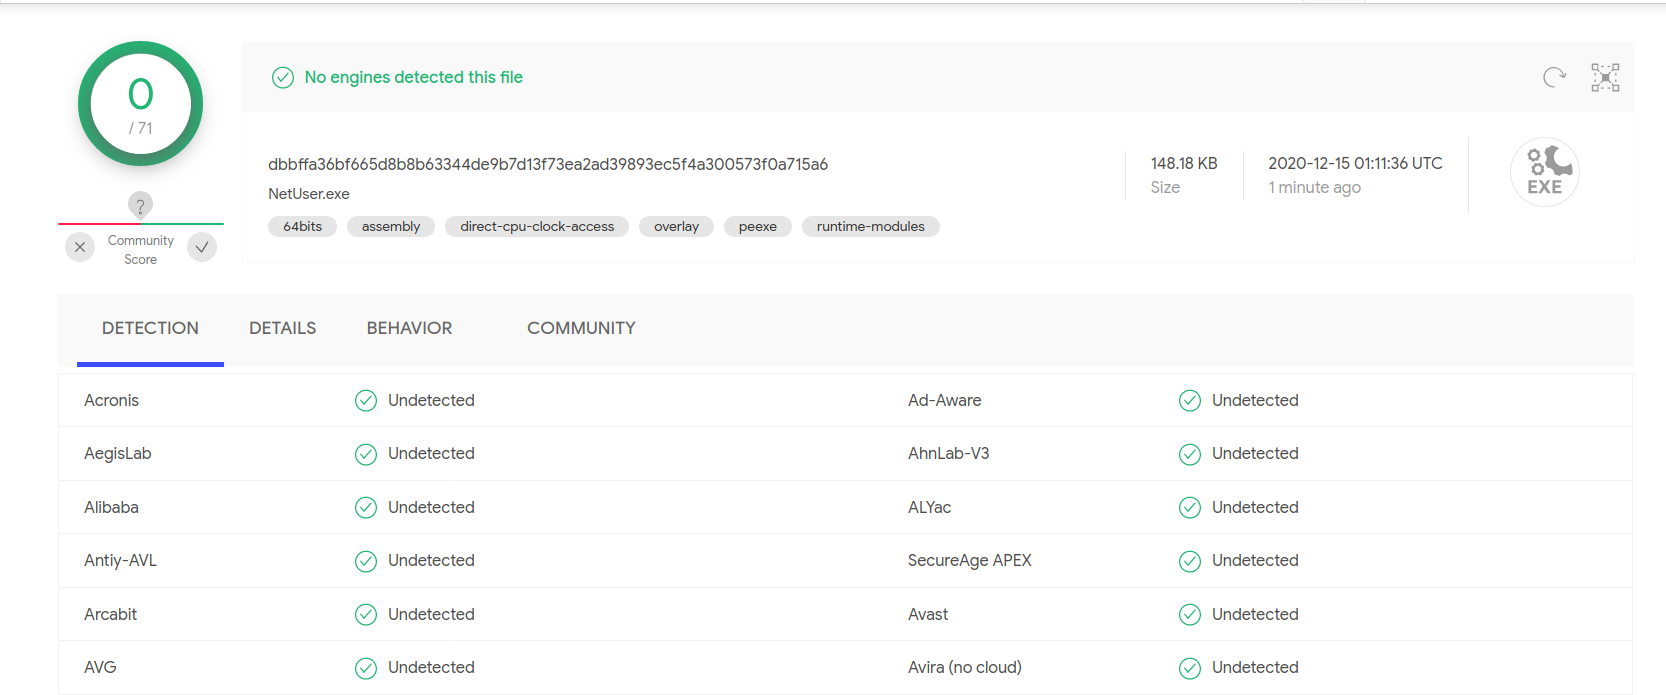 0
/ 71
?
Community
Score
No engines detected this file
dbbffa36bf665d8b8b63344de9b7d13f73ea2ad39893ec5f4a300573f0a715a6
NetUser.exe
64bits assembly direct-cpu-clock-access overlay peexe runtime-modules
148.18 KB
Size
2020-12-15 01:11:36 UTC
1 minute ago
EXE
DETECTION DETAILS BEHAVIOR COMMUNITY
Acronis Undetected Ad-Aware Undetected
AegisLab Undetected AhnLab-V3 Undetected
Alibaba Undetected ALYac Undetected
Antiy-AVL Undetected SecureAge APEX Undetected
Arcabit Undetected Avast Undetected
AVG Undetected Avira (no cloud) Undetected